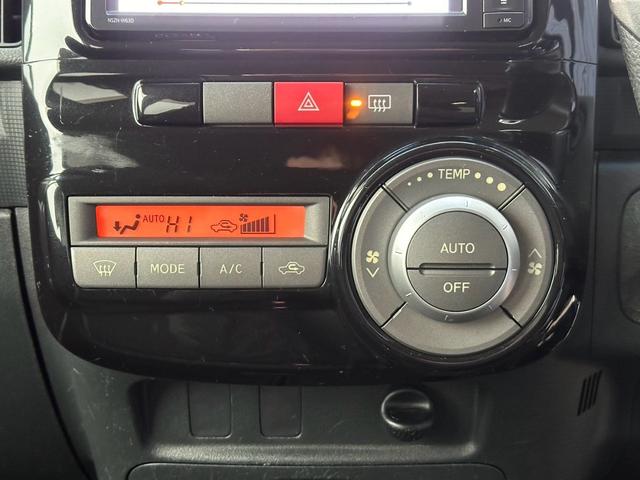 NSZN-W63D
MIC
TEMP
AUTO HI
AUTO
MODE
A/C
OFF